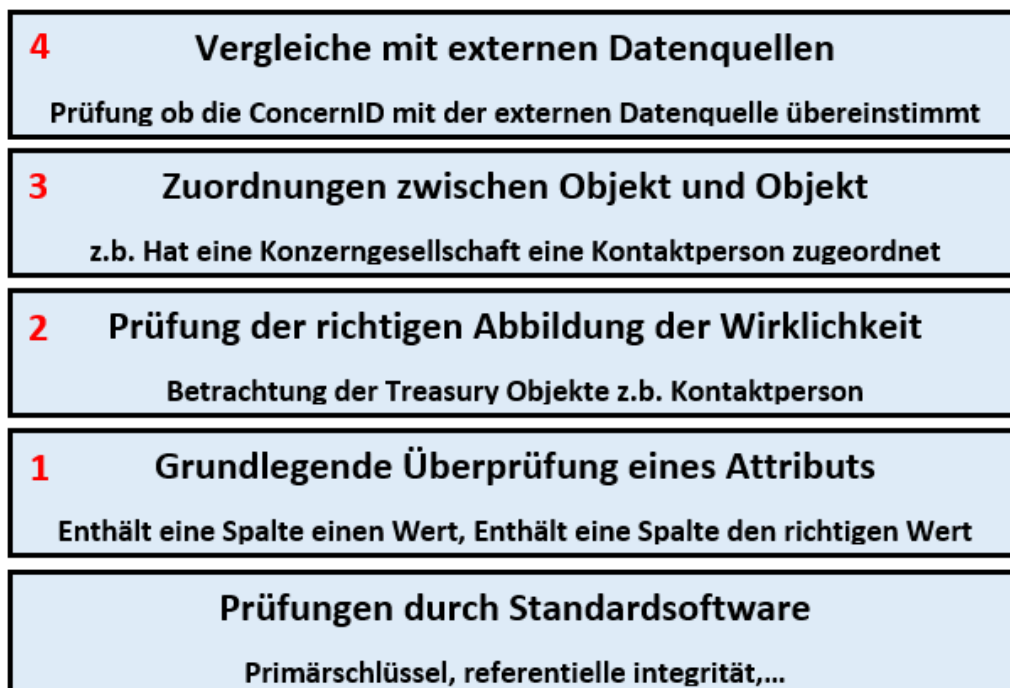 4 Vergleiche mit externen Datenquellen
Prüfung ob die ConcernID mit der externen Datenquelle übereinstimmt
3 Zuordnungen zwischen Objekt und Objekt
z.b. Hat eine Konzerngesellschaft eine Kontaktperson zugeordnet
2 Prüfung der richtigen Abbildung der Wirklichkeit
Betrachtung der Treasury Objekte z.b. Kontaktperson
1 Grundlegende Überprüfung eines Attributs
Enthält eine Spalte einen Wert, Enthält eine Spalte den richtigen Wert
Prüfungen durch Standardsoftware
Primärschlüssel, referentielle integrität,...